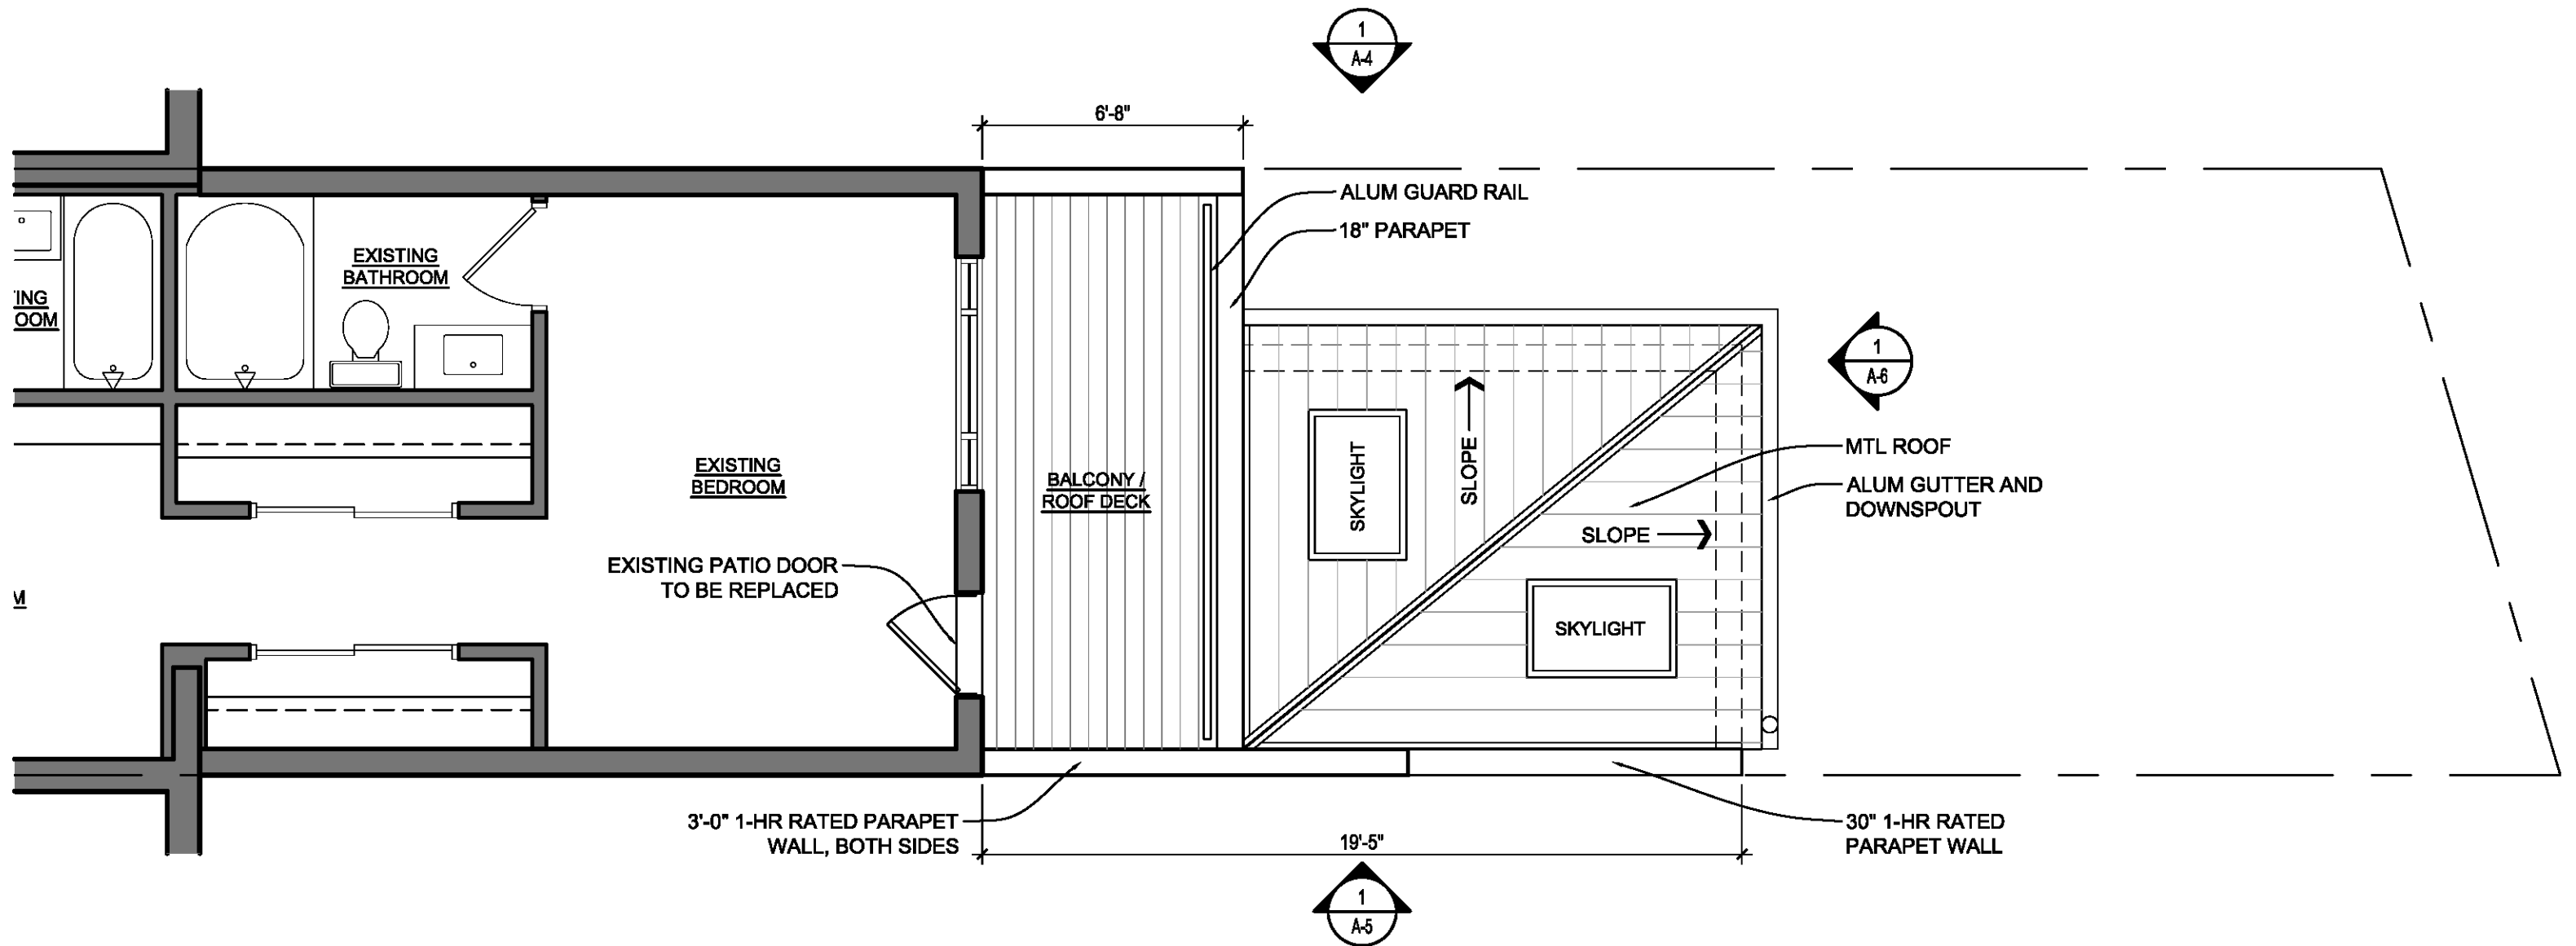 1
A-4
6'-8"
ALUM GUARD RAIL
18" PARAPET
EXISTING
BATHROOM
'ING
OOM
1
A-6
MTL ROOF
ALUM GUTTER AND
DOWNSPOUT
SKYLIGHT
SLOPE
EXISTING
BEDROOM
BALCONY /
ROOF DECK
SLOPE
EXISTING PATIO DOOR
TO BE REPLACED
M
SKYLIGHT
3'-0" 1-HR RATED PARAPET
WALL, BOTH SIDES
19'-5"
30" 1-HR RATED
PARAPET WALL
1
A-5